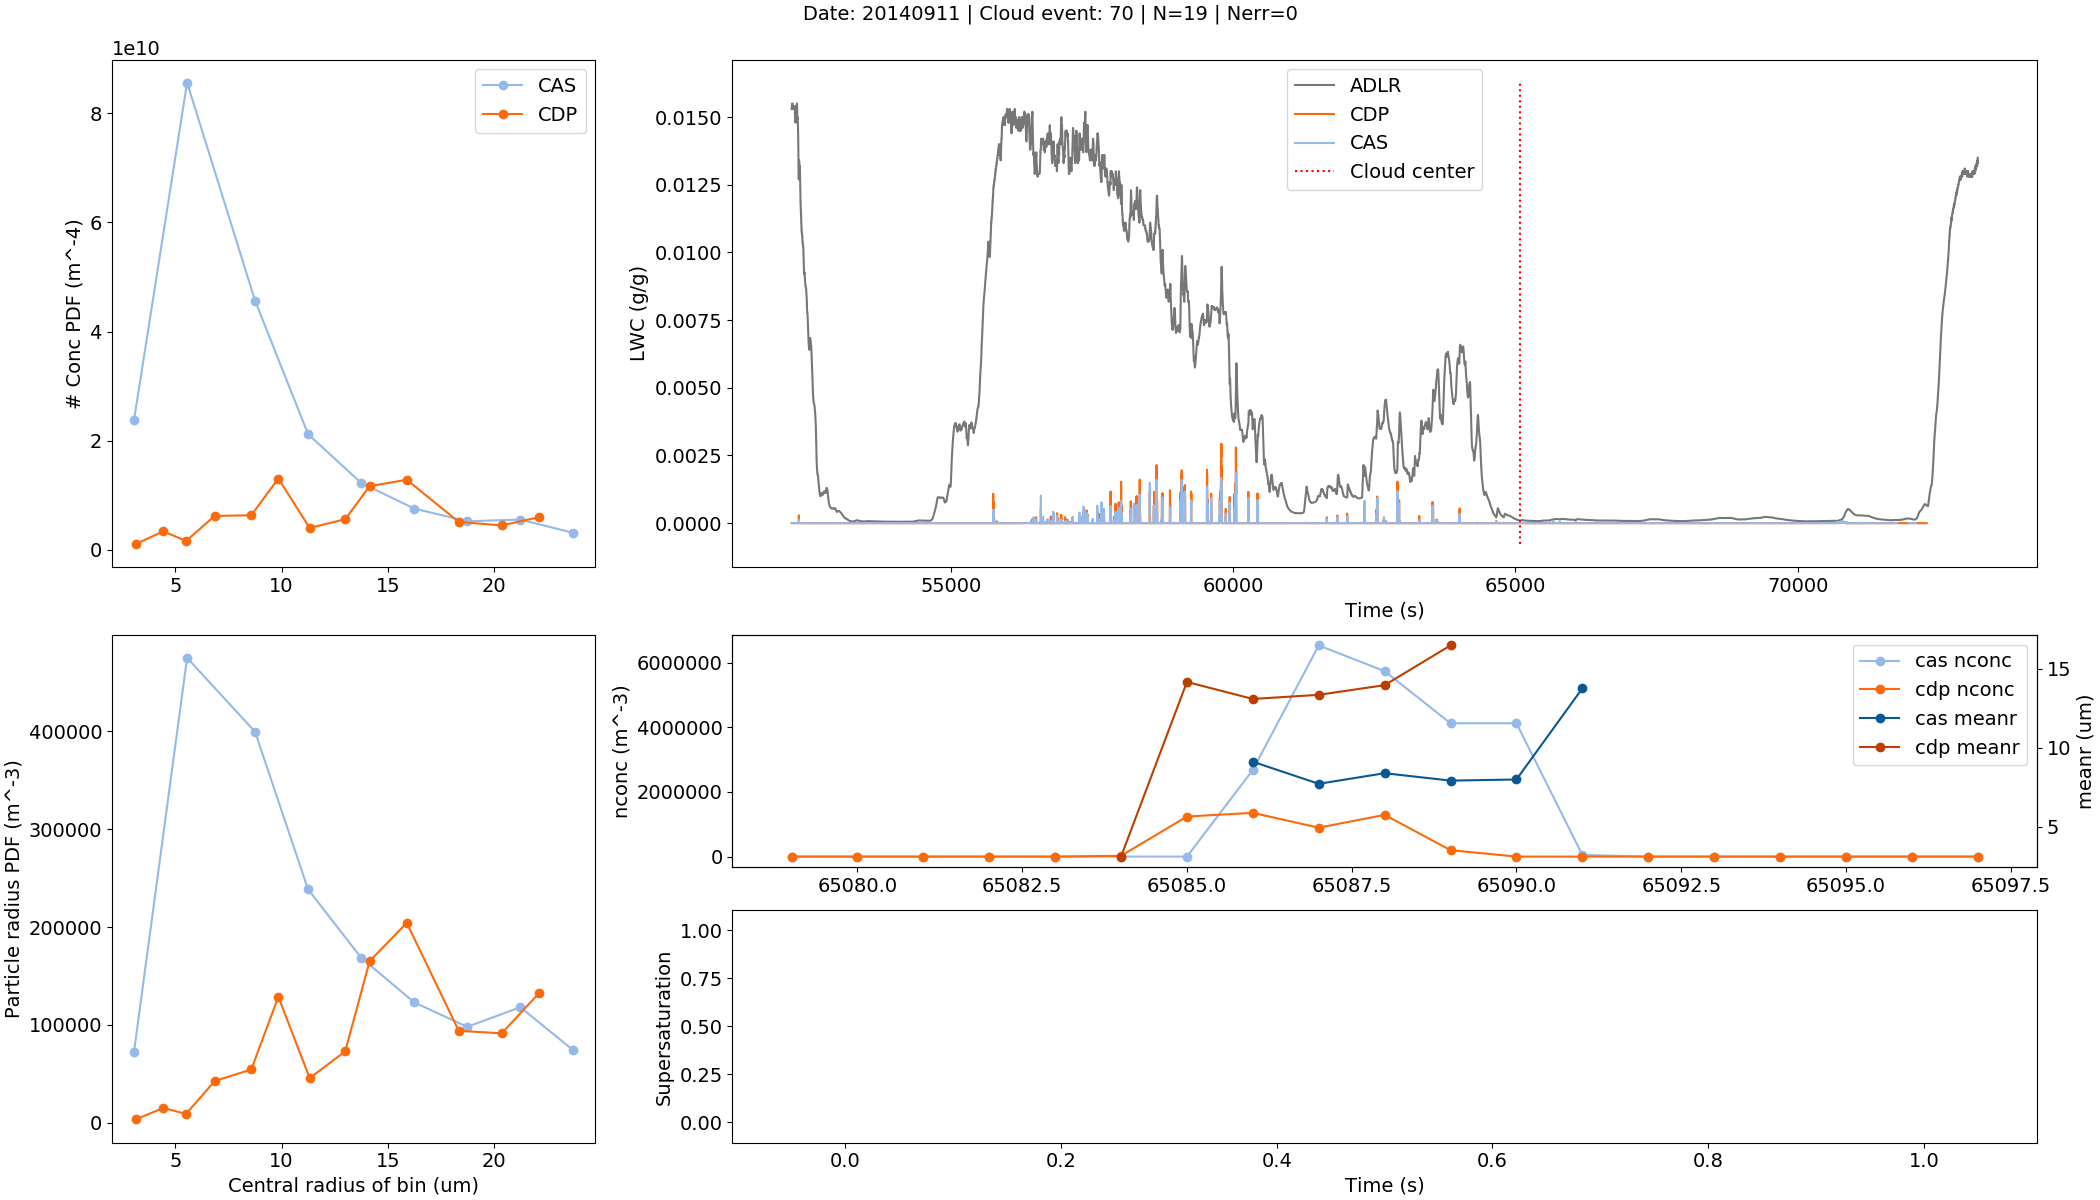 Date: 20140911 | Cloud event: 70 | N=19 | Nerr=0
1e10
# Conc PDF (m^-4)
8
6
4
2
0
5 10 15 20
CAS
CDP
LWC (g/g)
0.0150
0.0125
0.0100
0.0075
0.0050
0.0025
0.0000
55000 60000 65000 70000
Time (s)
ADLR
CDP
CAS
Cloud center
Particle radius PDF (m^-3)
400000
300000
200000
100000
0
5 10 15 20
Central radius of bin (um)
nconc (m^-3)
6000000
4000000
2000000
0
65080.0 65082.5 65085.0 65087.5 65090.0 65092.5 65095.0 65097.5
cas nconc
cdp nconc
cas meanr
cdp meanr
15
10
5
meanr (um)
Supersaturation
1.00
0.75
0.50
0.25
0.00
0.0 0.2 0.4 0.6 0.8 1.0
Time (s)